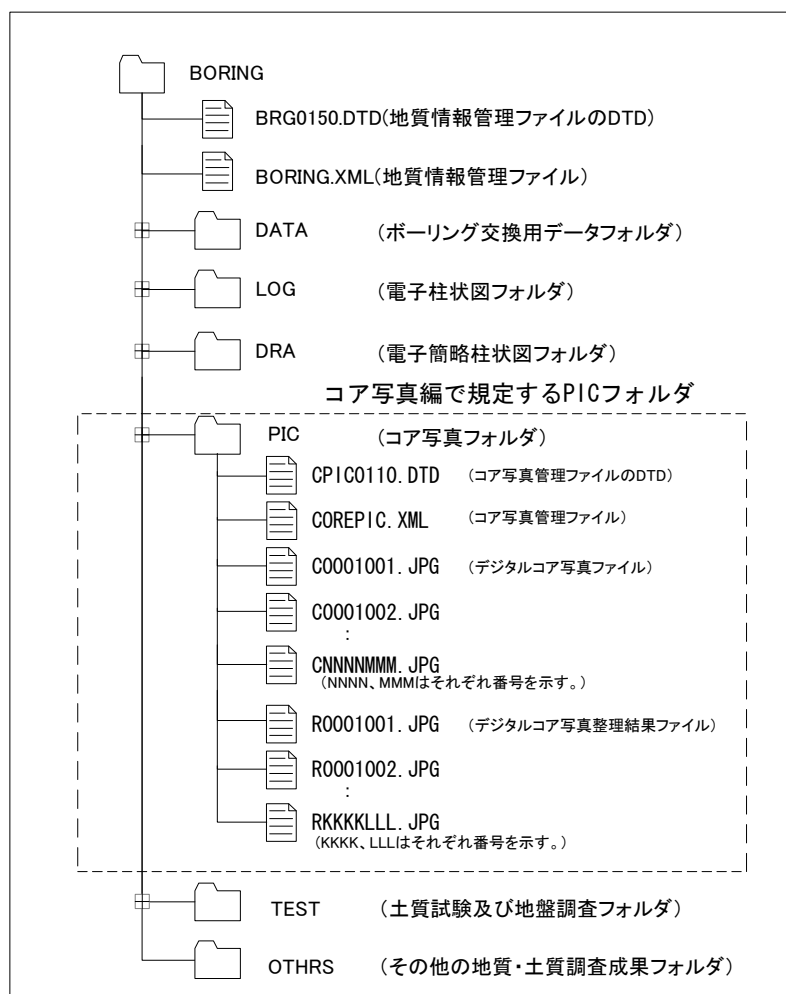 BORING
BRG0150.DTD(地質情報管理ファイルのDTD)
BORING.XML(地質情報管理ファイル)
DATA (ボーリング交換用データフォルダ)
LOG (電子柱状図フォルダ)
DRA (電子簡略柱状図フォルダ)
コア写真編で規定するPICフォルダ
PIC (コア写真フォルダ)
CPIC0110.DTD (コア写真管理ファイルのDTD)
COREPIC.XML (コア写真管理ファイル)
C0001001.JPG (デジタルコア写真ファイル)
C0001002.JPG
:
CNNNNMMM.JPG
(NNNN、MMMはそれぞれ番号を示す。)
R0001001.JPG (デジタルコア写真整理結果ファイル)
R0001002.JPG
:
RKKKKLLL.JPG
(KKKK、LLLはそれぞれ番号を示す。)
TEST (土質試験及び地盤調査フォルダ)
OTHRS (その他の地質・土質調査成果フォルダ)